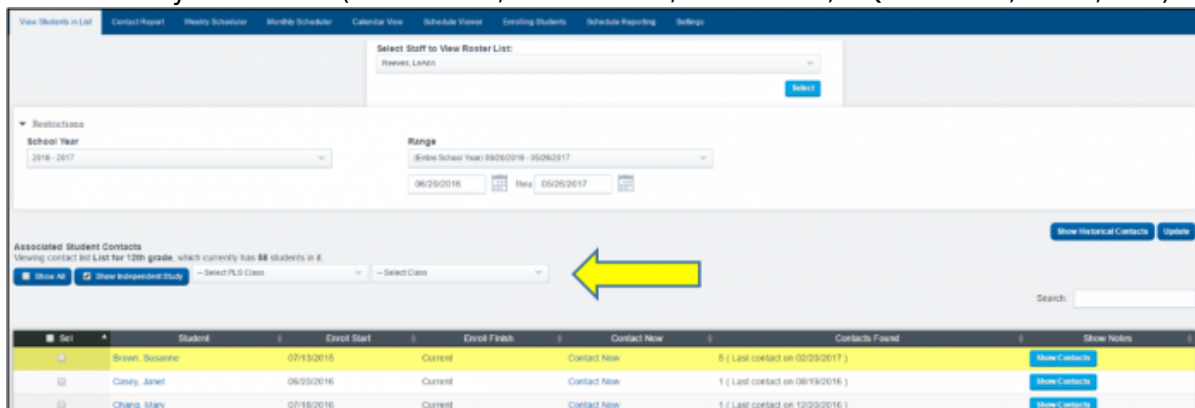 View Students in List Contact Report Weekly Scheduler Monthly Scheduler Calendar View Schedule Viewer Enrolling Students Schedule Reporting Settings
Select Staff to View Roster List:
Reeves, LeAnn
Select
Restrictions
School Year Range
2016 - 2017 (Entire School Year) 06/20/2016 - 05/26/2017
06/20/2016 thru 05/26/2017
Show Historical Contacts Update
Associated Student Contacts
Viewing contact list List for 12th grade, which currently has 58 students in it.
Show All Show Independent Study -- Select PLS Class -- Select Class
Search:
Sel Student Enroll Start Enroll Finish Contact Now Contacts Found Show Notes
Brown, Susanne 07/13/2016 Current Contact Now 5 ( Last contact on 02/23/2017 ) Show Contacts
Casey, Janet 06/20/2016 Current Contact Now 1 ( Last contact on 08/19/2016 ) Show Contacts
Chang, Mary 07/18/2016 Current Contact Now 1 ( Last contact on 12/20/2016 ) Show Contacts